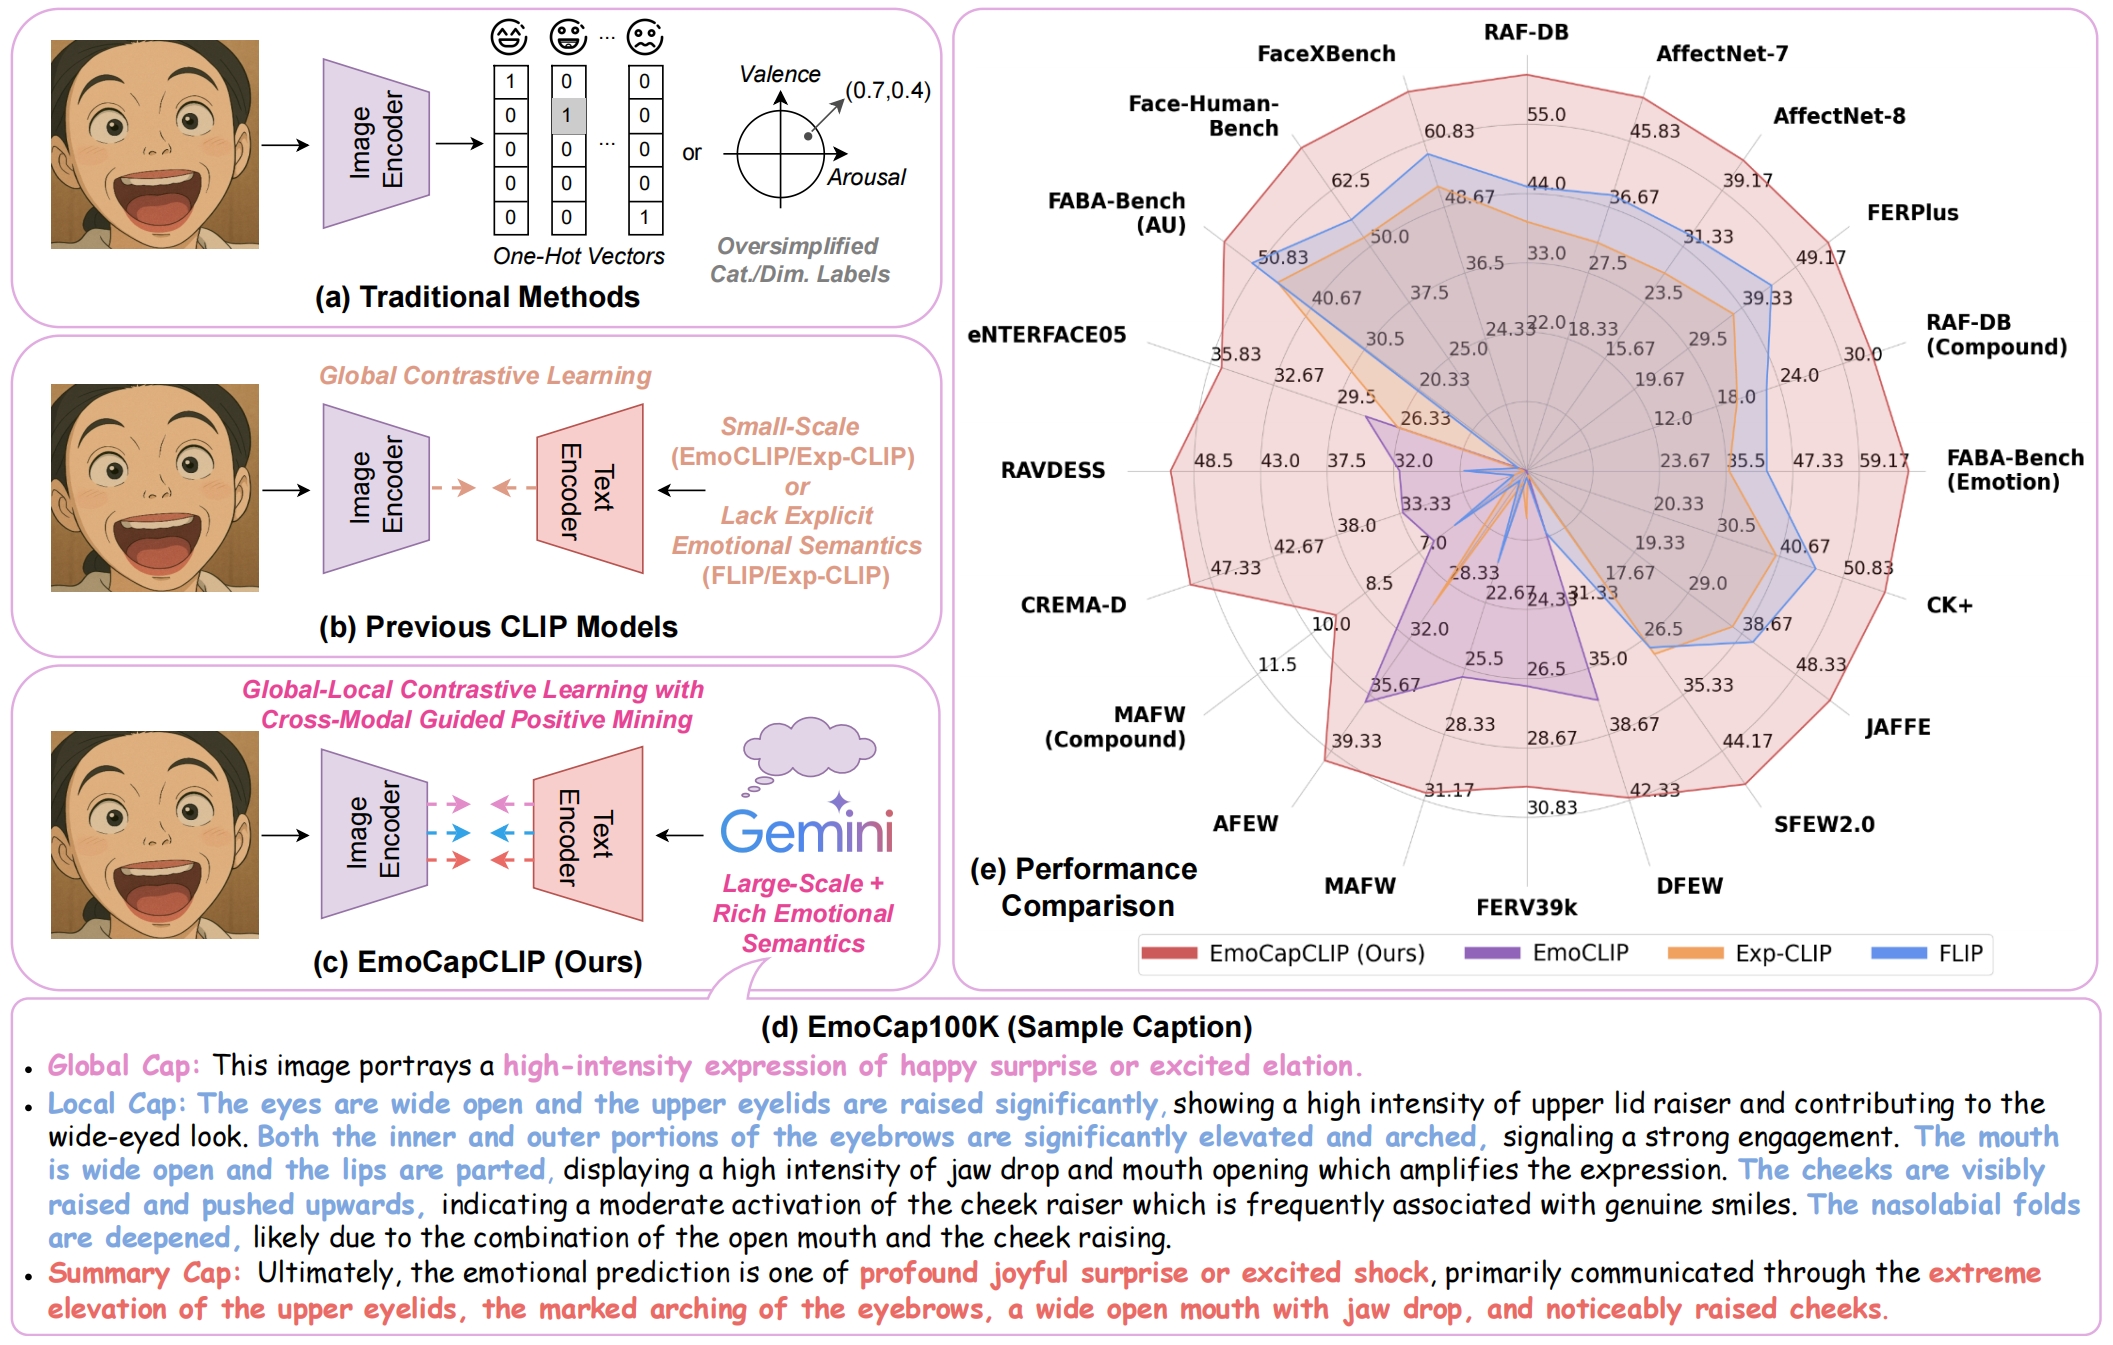 Image
Encoder
1
0
0
0
0
0
1
0
0
0
...
...
0
0
0
0
1
One-Hot Vectors
or
Valence
(0.7,0.4)
Arousal
Oversimplified
Cat./Dim. Labels
(a) Traditional Methods
Global Contrastive Learning
Image
Encoder
Text
Encoder
Small-Scale
(EmoCLIP/Exp-CLIP)
or
Lack Explicit
Emotional Semantics
(FLIP/Exp-CLIP)
(b) Previous CLIP Models
Global-Local Contrastive Learning with
Cross-Modal Guided Positive Mining
Image
Encoder
Text
Encoder
Gemini
Large-Scale +
Rich Emotional
Semantics
(c) EmoCapCLIP (Ours)
RAF-DB
55.0
44.0
33.0
22.0
AffectNet-7
45.83
36.67
27.5
18.33
AffectNet-8
39.17
31.33
23.5
15.67
FERPlus
49.17
39.33
29.5
19.67
RAF-DB
(Compound)
30.0
24.0
18.0
12.0
FABA-Bench
(Emotion)
59.17
47.33
35.5
23.67
CK+
50.83
40.67
30.5
20.33
JAFFE
48.33
38.67
29.0
19.33
SFEW2.0
44.17
35.33
26.5
17.67
DFEW
42.33
38.67
35.0
31.33
FERV39k
30.83
28.67
26.5
24.33
MAFW
31.17
28.33
25.5
22.67
AFEW
39.33
35.67
32.0
28.33
MAFW
(Compound)
11.5
10.0
8.5
7.0
CREMA-D
47.33
42.67
38.0
33.33
RAVDESS
48.5
43.0
37.5
32.0
eNTERFACE05
35.83
32.67
29.5
26.33
FABA-Bench
(AU)
50.83
40.67
30.5
20.33
Face-Human-
Bench
62.5
50.0
37.5
25.0
FaceXBench
60.83
48.67
36.5
24.33
(e) Performance
Comparison
EmoCapCLIP (Ours)
EmoCLIP
Exp-CLIP
FLIP
(d) EmoCap100K (Sample Caption)
• Global Cap: This image portrays a high-intensity expression of happy surprise or excited elation.
• Local Cap: The eyes are wide open and the upper eyelids are raised significantly, showing a high intensity of upper lid raiser and contributing to the
wide-eyed look. Both the inner and outer portions of the eyebrows are significantly elevated and arched, signaling a strong engagement. The mouth
is wide open and the lips are parted, displaying a high intensity of jaw drop and mouth opening which amplifies the expression. The cheeks are visibly
raised and pushed upwards, indicating a moderate activation of the cheek raiser which is frequently associated with genuine smiles. The nasolabial folds
are deepened, likely due to the combination of the open mouth and the cheek raising.
• Summary Cap: Ultimately, the emotional prediction is one of profound joyful surprise or excited shock, primarily communicated through the extreme
elevation of the upper eyelids, the marked arching of the eyebrows, a wide open mouth with jaw drop, and noticeably raised cheeks.